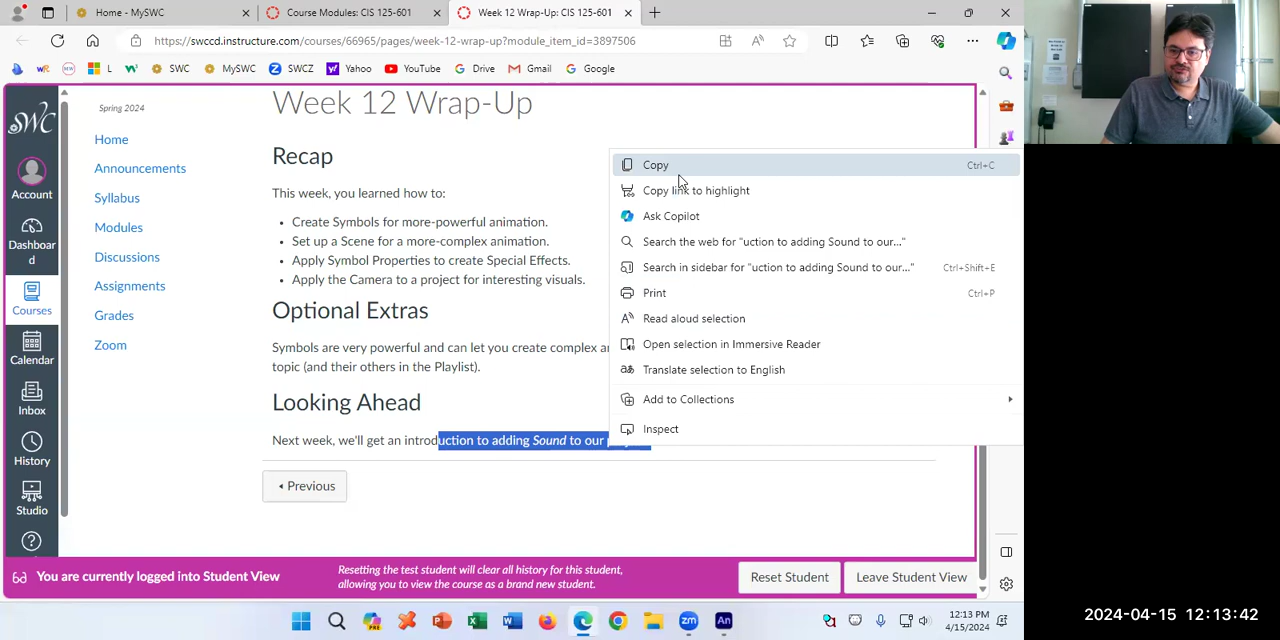 Home - MySWC
Course Modules: CIS 125-601
Week 12 Wrap-Up: CIS 125-601
https://swccd.instructure.com/courses/66965/pages/week-12-wrap-up?module_item_id=3897506
L
SWC
MySWC
SWCZ
Yahoo
YouTube
Drive
Gmail
Google
SWC
Account
Dashboar
d
Courses
Calendar
Inbox
History
Studio
Spring 2024
Home
Announcements
Syllabus
Modules
Discussions
Assignments
Grades
Zoom
Week 12 Wrap-Up
Recap
This week, you learned how to:
Create Symbols for more-powerful animation.
Set up a Scene for a more-complex animation.
Apply Symbol Properties to create Special Effects.
Apply the Camera to a project for interesting visuals.
Optional Extras
Symbols are very powerful and can let you create complex an
topic (and their others in the Playlist).
Looking Ahead
Next week, we'll get an introduction to adding Sound to our
Previous
Copy Ctrl+C
Copy link to highlight
Ask Copilot
Search the web for "uction to adding Sound to our..."
Search in sidebar for "uction to adding Sound to our..." Ctrl+Shift+E
Print Ctrl+P
Read aloud selection
Open selection in Immersive Reader
Translate selection to English
Add to Collections
Inspect
You are currently logged into Student View
Resetting the test student will clear all history for this student,
allowing you to view the course as a brand new student.
Reset Student
Leave Student View
12:13 PM
4/15/2024
2024-04-15 12:13:42